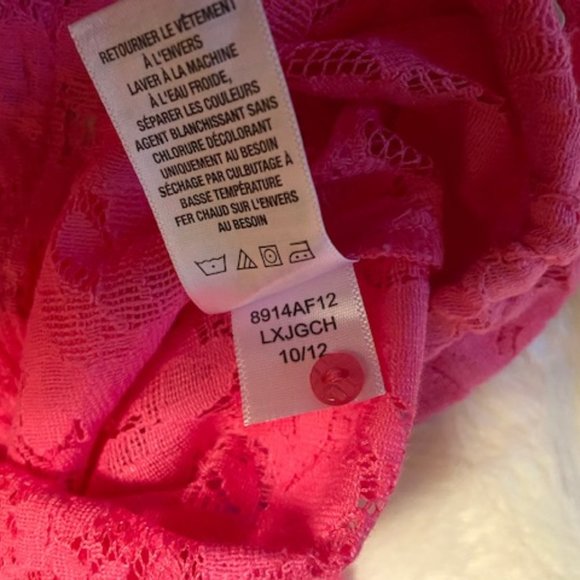 RETOURNER LE VÊTEMENT
À L'ENVERS
LAVER À LA MACHINE
À L'EAU FROIDE,
SÉPARER LES COULEURS
AGENT BLANCHISSANT SANS
CHLORURE DÉCOLORANT
UNIQUEMENT AU BESOIN
SÉCHAGE PAR CULBUTAGE À
BASSE TEMPÉRATURE
FER CHAUD SUR L'ENVERS
AU BESOIN
8914AF12
LXJGCH
10/12